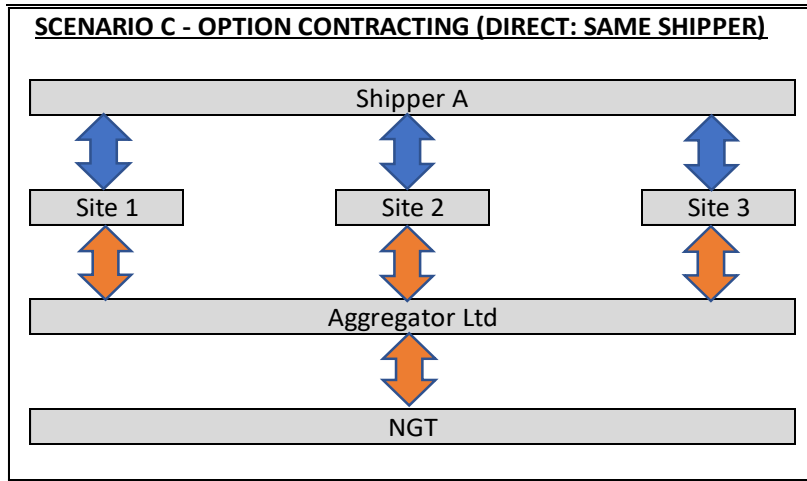 SCENARIO C - OPTION CONTRACTING (DIRECT: SAME SHIPPER)
Shipper A
Site 1 Site 2 Site 3
Aggregator Ltd
NGT